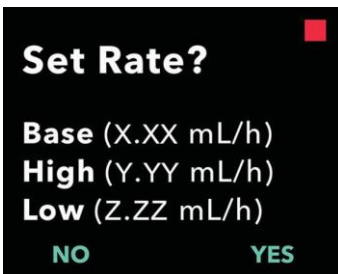 Set Rate?
Base (X.XX mL/h)
High (Y.YY mL/h)
Low (Z.ZZ mL/h)
NO YES